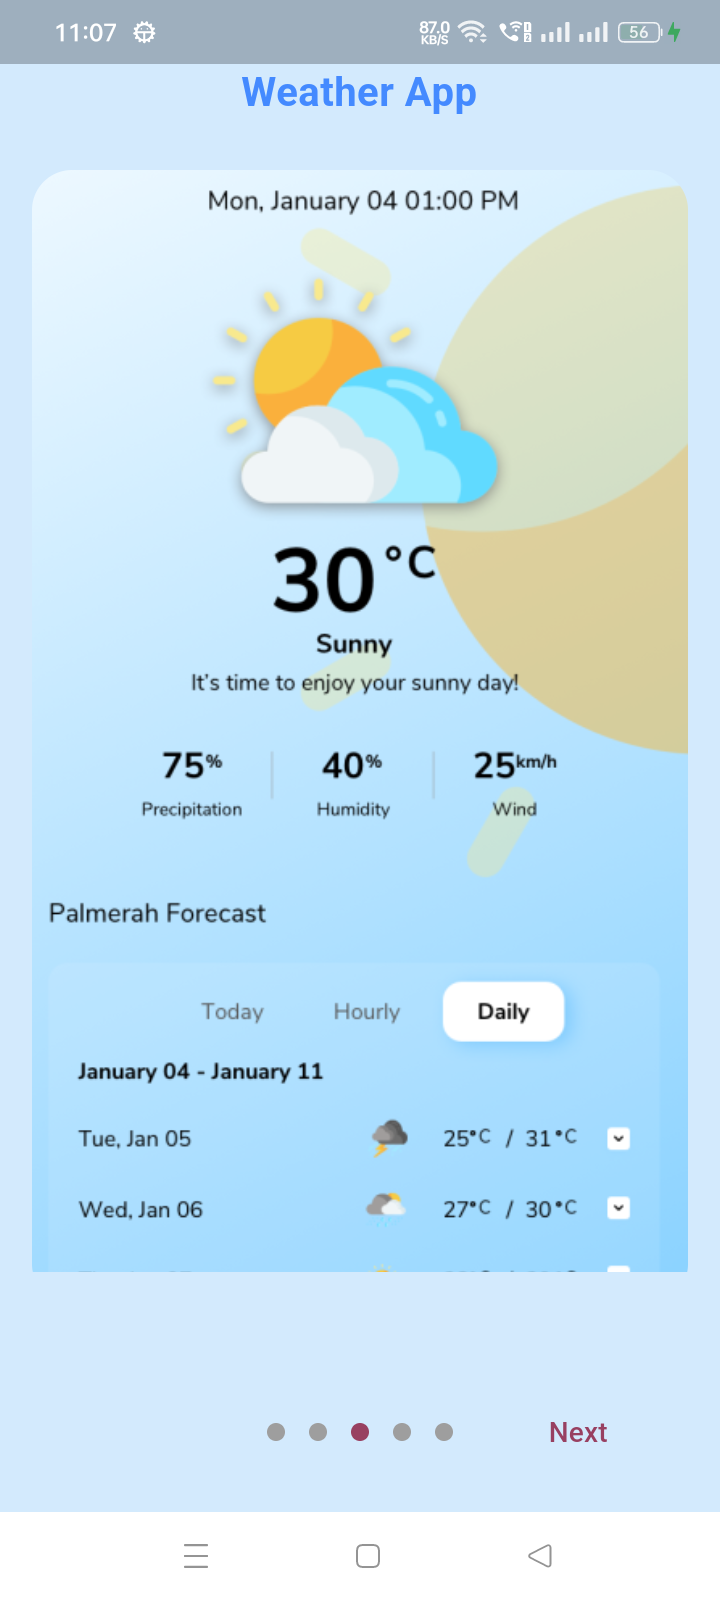 11:07 87.0 KB/S 56
Weather App
Mon, January 04 01:00 PM
30°C
Sunny
It's time to enjoy your sunny day!
75% 40% 25km/h
Precipitation Humidity Wind
Palmerah Forecast
Today Hourly Daily
January 04 - January 11
Tue, Jan 05 25°C / 31°C
Wed, Jan 06 27°C / 30°C
Next